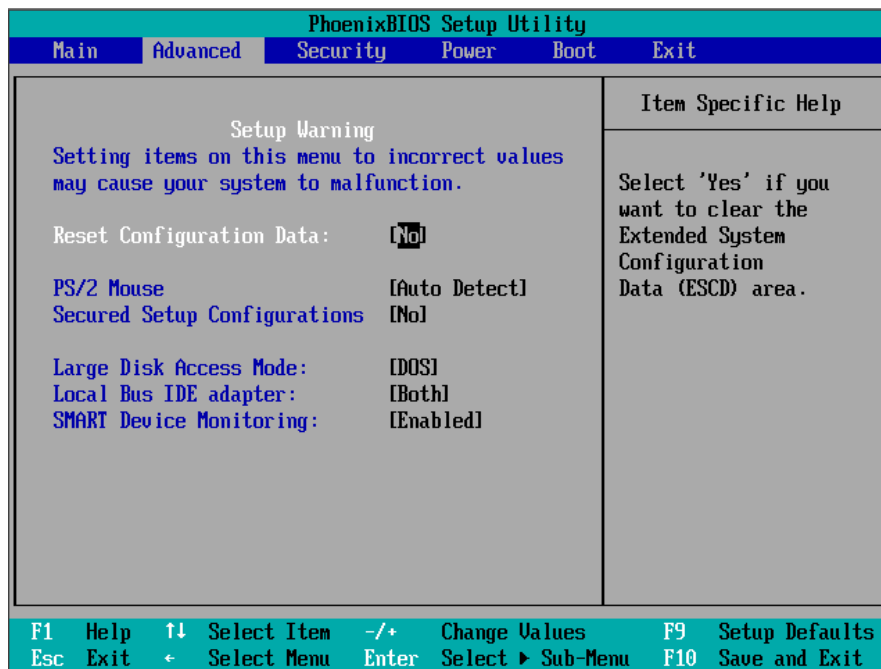 PhoenixBIOS Setup Utility
Main Advanced Security Power Boot Exit
Setup Warning
Setting items on this menu to incorrect values
may cause your system to malfunction.
Reset Configuration Data: [No]
PS/2 Mouse [Auto Detect]
Secured Setup Configurations [No]
Large Disk Access Mode: [DOS]
Local Bus IDE adapter: [Both]
SMART Device Monitoring: [Enabled]
Item Specific Help
Select 'Yes' if you
want to clear the
Extended System
Configuration
Data (ESCD) area.
F1 Help ↑↓ Select Item -/+ Change Values F9 Setup Defaults
Esc Exit ← Select Menu Enter Select ▶ Sub-Menu F10 Save and Exit